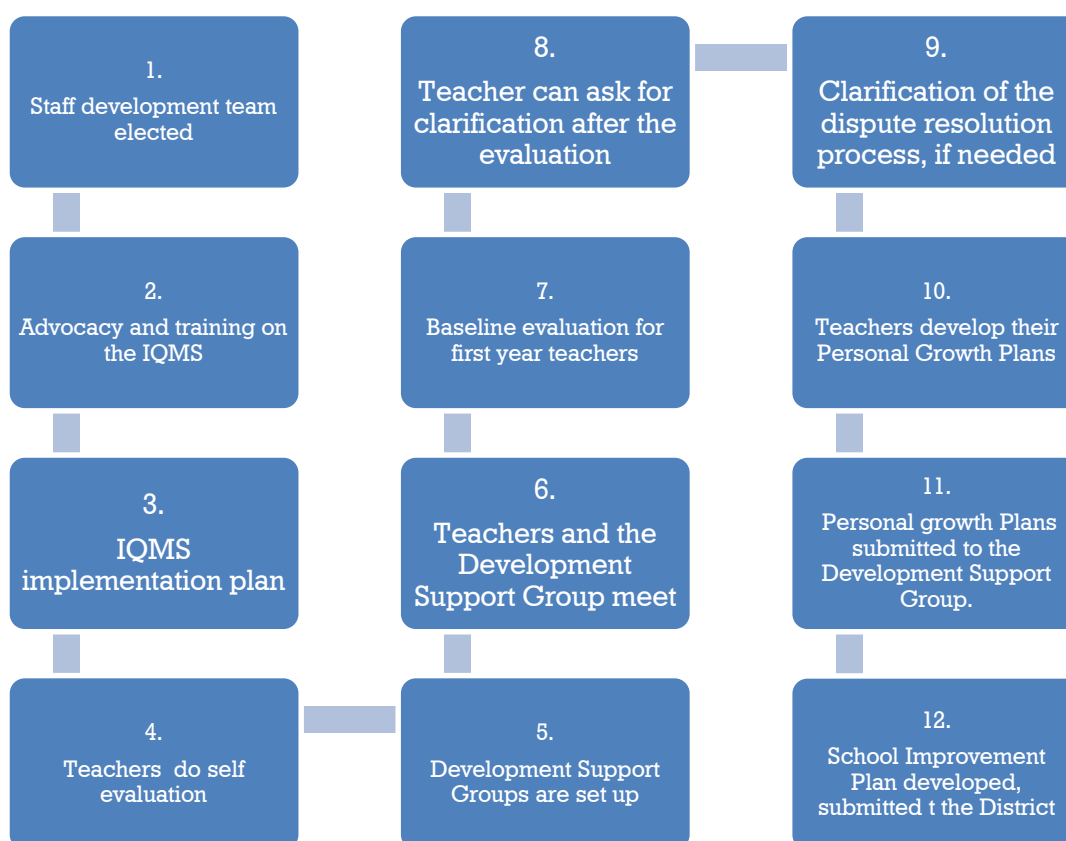 1.
Staff development team
elected
2.
Advocacy and training on
the IQMS
3.
IQMS
implementation plan
4.
Teachers do self
evaluation
5.
Development Support
Groups are set up
6.
Teachers and the
Development
Support Group meet
7.
Baseline evaluation for
first year teachers
8.
Teacher can ask for
clarification after the
evaluation
9.
Clarification of the
dispute resolution
process, if needed
10.
Teachers develop their
Personal Growth Plans
11.
Personal growth Plans
submitted to the
Development Support
Group.
12.
School Improvement
Plan developed,
submitted t the District